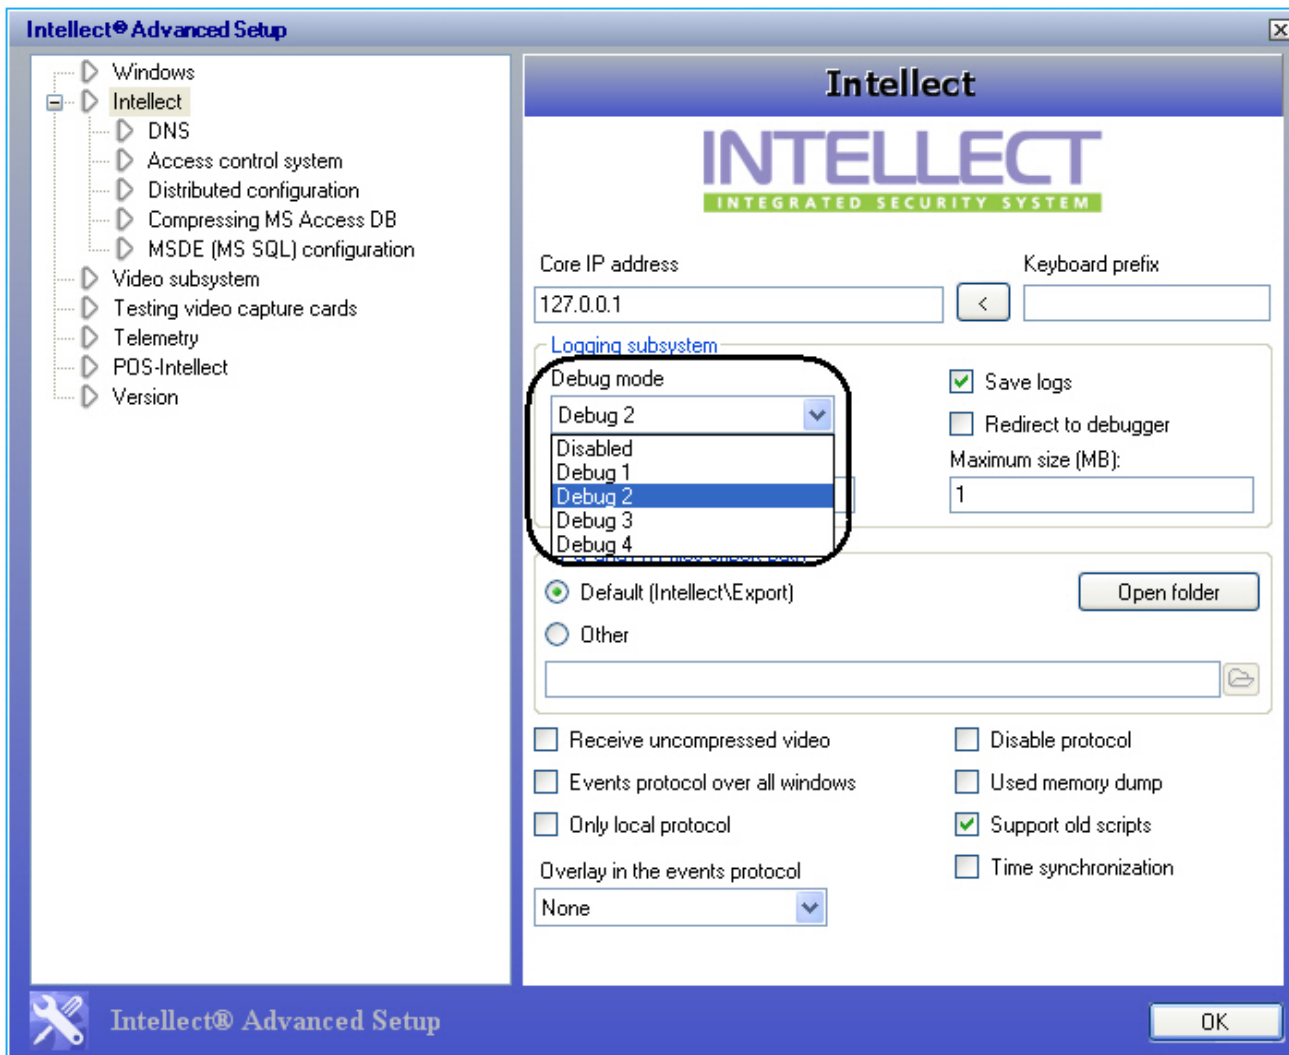 Intellect® Advanced Setup
Windows
Intellect
DNS
Access control system
Distributed configuration
Compressing MS Access DB
MSDE (MS SQL) configuration
Video subsystem
Testing video capture cards
Telemetry
POS-Intellect
Version
Intellect
INTELLECT
INTEGRATED SECURITY SYSTEM
Core IP address
Keyboard prefix
127.0.0.1
<
Logging subsystem
Debug mode
Save logs
Debug 2
Redirect to debugger
Disabled
Maximum size (MB):
Debug 1
Debug 2
1
Debug 3
Debug 4
Default (Intellect\Export)
Open folder
Other
Receive uncompressed video
Disable protocol
Events protocol over all windows
Used memory dump
Only local protocol
Support old scripts
Overlay in the events protocol
Time synchronization
None
Intellect® Advanced Setup
OK